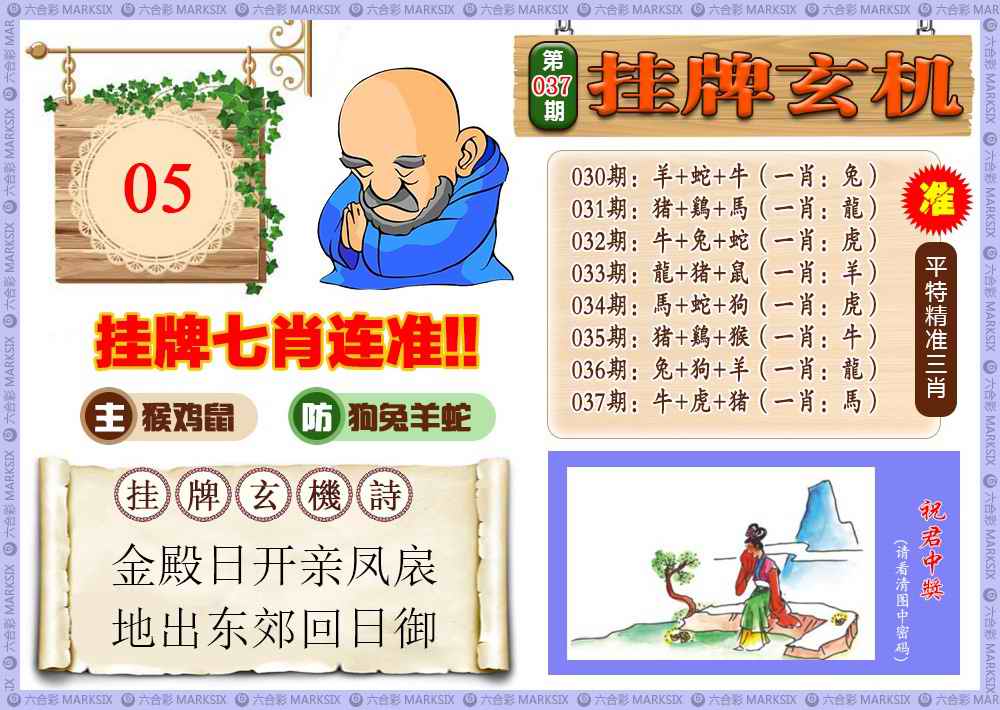 六合彩 MARKSIX
第
037
期
挂牌玄机
05
030期：羊+蛇+牛（一肖：兔）
031期：猪+鷄+馬（一肖：龍）
032期：牛+兔+蛇（一肖：虎）
033期：龍+猪+鼠（一肖：羊）
034期：馬+蛇+狗（一肖：虎）
035期：猪+鷄+猴（一肖：牛）
036期：兔+狗+羊（一肖：龍）
037期：牛+虎+猪（一肖：馬）
准
平特精准三肖
挂牌七肖连准!!
主 猴鸡鼠
防 狗兔羊蛇
挂牌玄機詩
金殿日开亲凤扆
地出东郊回日御
祝君中獎
（请看清图中密码）